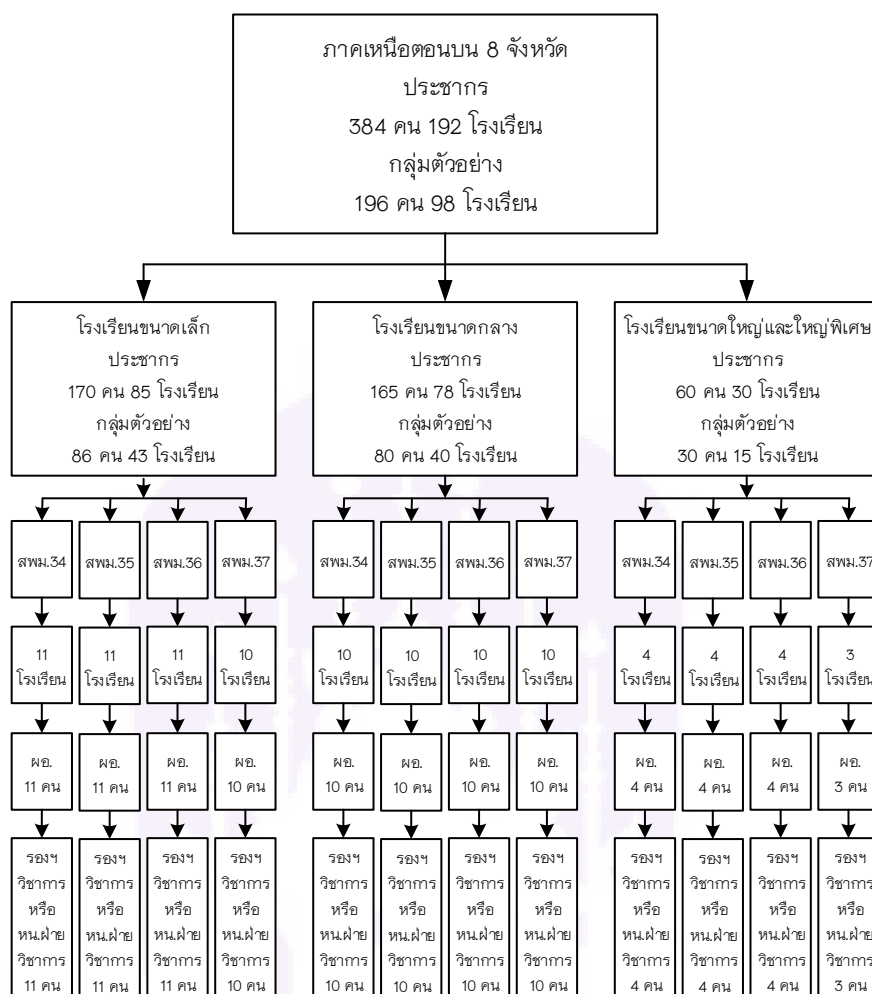 ภาคเหนือตอนบน 8 จังหวัด
ประชากร
384 คน 192 โรงเรียน
กลุ่มตัวอย่าง
196 คน 98 โรงเรียน
โรงเรียนขนาดเล็ก
ประชากร
170 คน 85 โรงเรียน
กลุ่มตัวอย่าง
86 คน 43 โรงเรียน
โรงเรียนขนาดกลาง
ประชากร
165 คน 78 โรงเรียน
กลุ่มตัวอย่าง
80 คน 40 โรงเรียน
โรงเรียนขนาดใหญ่และใหญ่พิเศษ
ประชากร
60 คน 30 โรงเรียน
กลุ่มตัวอย่าง
30 คน 15 โรงเรียน
สพม.34 สพม.35 สพม.36 สพม.37 สพม.34 สพม.35 สพม.36 สพม.37 สพม.34 สพม.35 สพม.36 สพม.37
11 11 11 10 10 10 10 10 4 4 4 3
โรงเรียน โรงเรียน โรงเรียน โรงเรียน โรงเรียน โรงเรียน โรงเรียน โรงเรียน โรงเรียน โรงเรียน โรงเรียน โรงเรียน
ผอ. ผอ. ผอ. ผอ. ผอ. ผอ. ผอ. ผอ. ผอ. ผอ. ผอ. ผอ.
11 คน 11 คน 11 คน 10 คน 10 คน 10 คน 10 คน 10 คน 4 คน 4 คน 4 คน 3 คน
รองฯ รองฯ รองฯ รองฯ รองฯ รองฯ รองฯ รองฯ รองฯ รองฯ รองฯ รองฯ
วิชาการ วิชาการ วิชาการ วิชาการ วิชาการ วิชาการ วิชาการ วิชาการ วิชาการ วิชาการ วิชาการ วิชาการ
หรือ หรือ หรือ หรือ หรือ หรือ หรือ หรือ หรือ หรือ หรือ หรือ
หน.ฝ่าย หน.ฝ่าย หน.ฝ่าย หน.ฝ่าย หน.ฝ่าย หน.ฝ่าย หน.ฝ่าย หน.ฝ่าย หน.ฝ่าย หน.ฝ่าย หน.ฝ่าย หน.ฝ่าย
วิชาการ วิชาการ วิชาการ วิชาการ วิชาการ วิชาการ วิชาการ วิชาการ วิชาการ วิชาการ วิชาการ วิชาการ
11 คน 11 คน 11 คน 10 คน 10 คน 10 คน 10 คน 10 คน 4 คน 4 คน 4 คน 3 คน